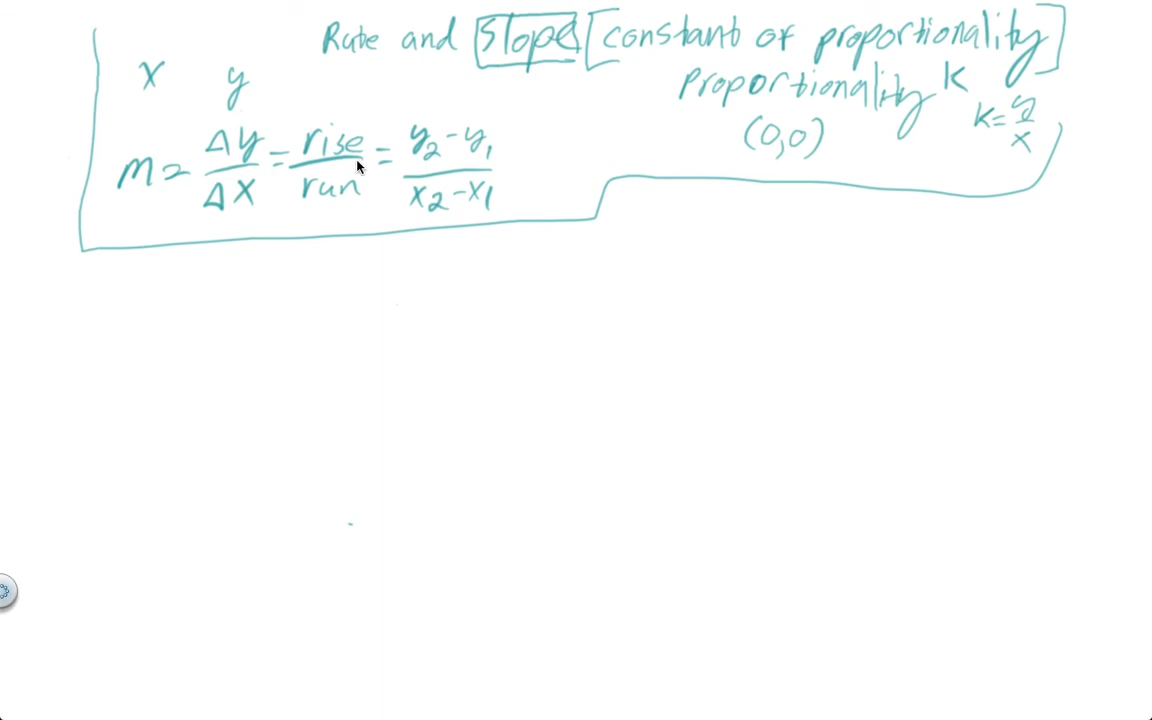 Rate and slope [constant of proportionality]
x y
Proportionality k
(0,0)
k = y/x
m = Δy/Δx = rise/run = y₂-y₁/x₂-x₁